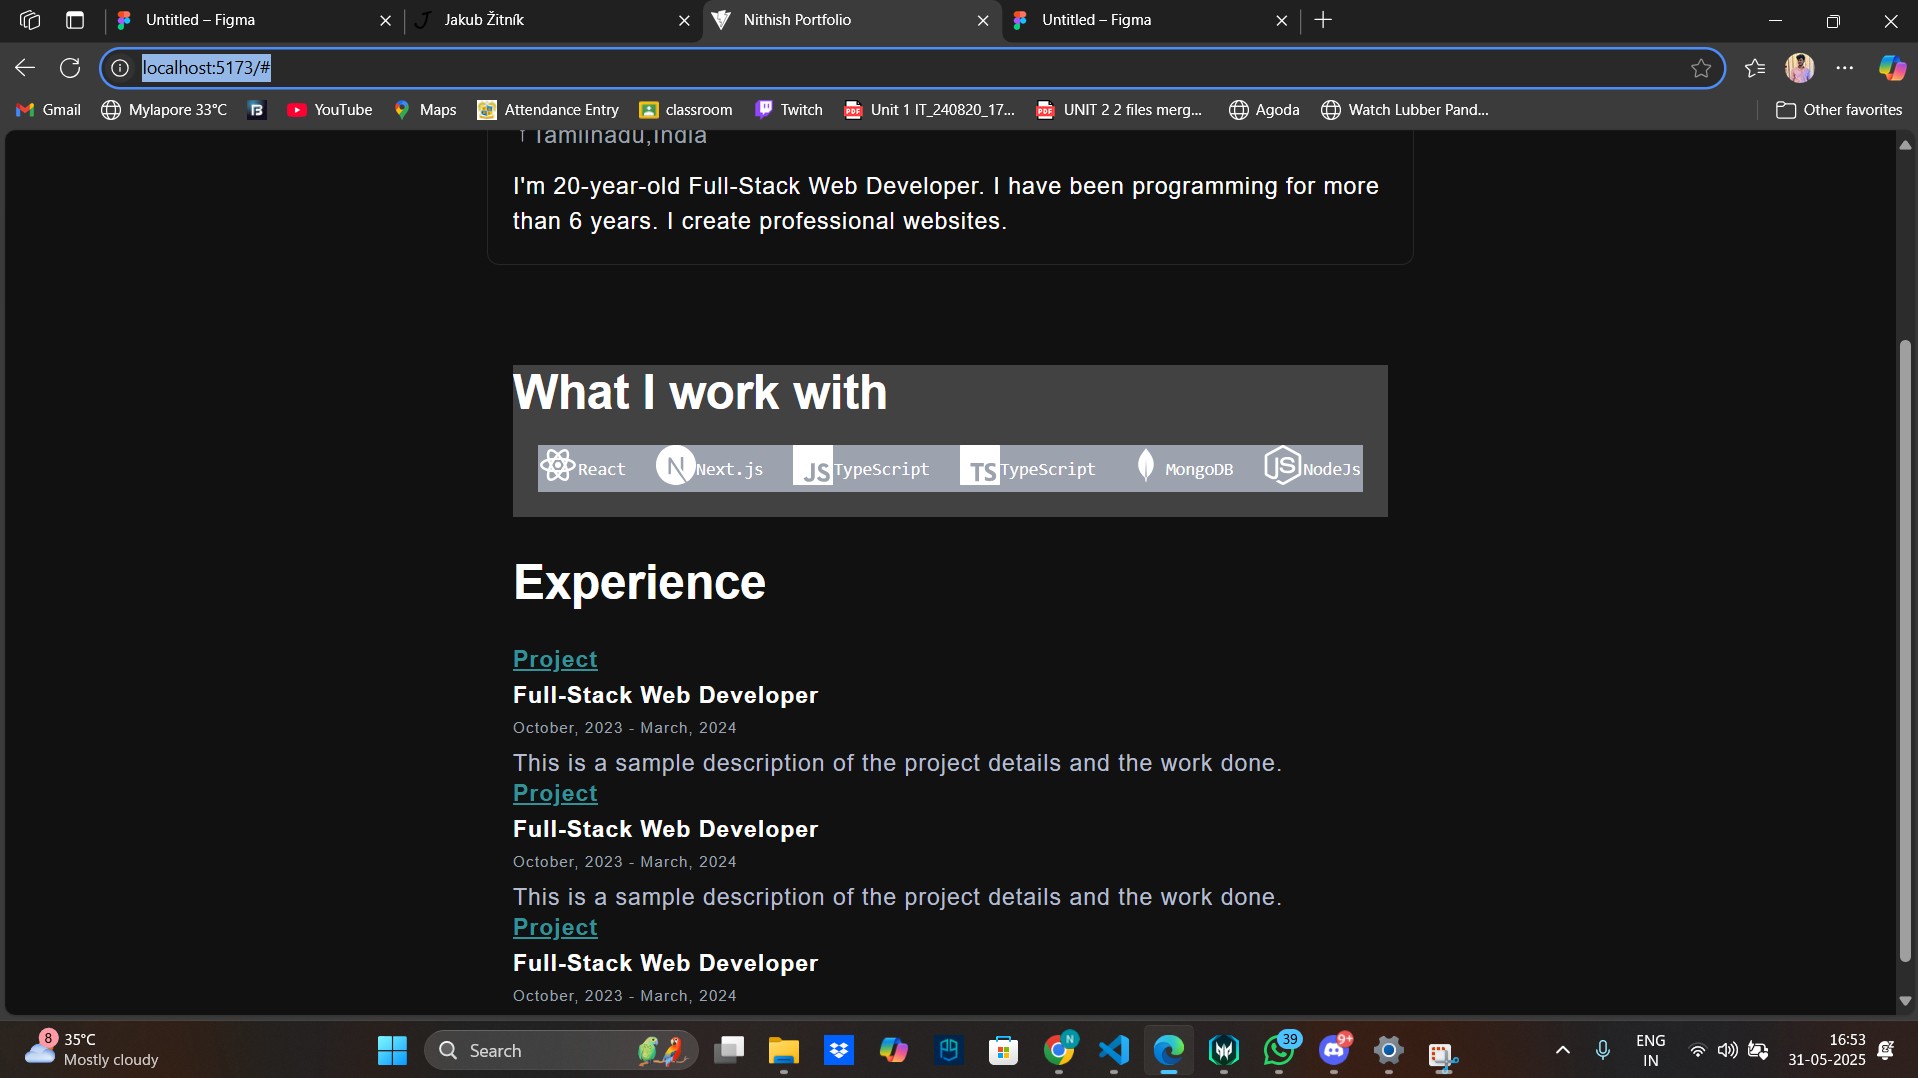 Untitled – Figma
Jakub Žitník
Nithish Portfolio
Untitled – Figma
localhost:5173/#
Gmail
Mylapore 33°C
YouTube
Maps
Attendance Entry
classroom
Twitch
PDF
Unit 1 IT_240820_17...
PDF
UNIT 2 2 files merg...
Agoda
Watch Lubber Pand...
Other favorites
Tamilnadu,India
I'm 20-year-old Full-Stack Web Developer. I have been programming for more
than 6 years. I create professional websites.
What I work with
React
N Next.js
JS TypeScript
TS TypeScript
MongoDB
JS NodeJs
Experience
Project
Full-Stack Web Developer
October, 2023 - March, 2024
This is a sample description of the project details and the work done.
Project
Full-Stack Web Developer
October, 2023 - March, 2024
This is a sample description of the project details and the work done.
Project
Full-Stack Web Developer
October, 2023 - March, 2024
8
35°C
Mostly cloudy
Search
N
39
9+
ENG
IN
16:53
31-05-2025